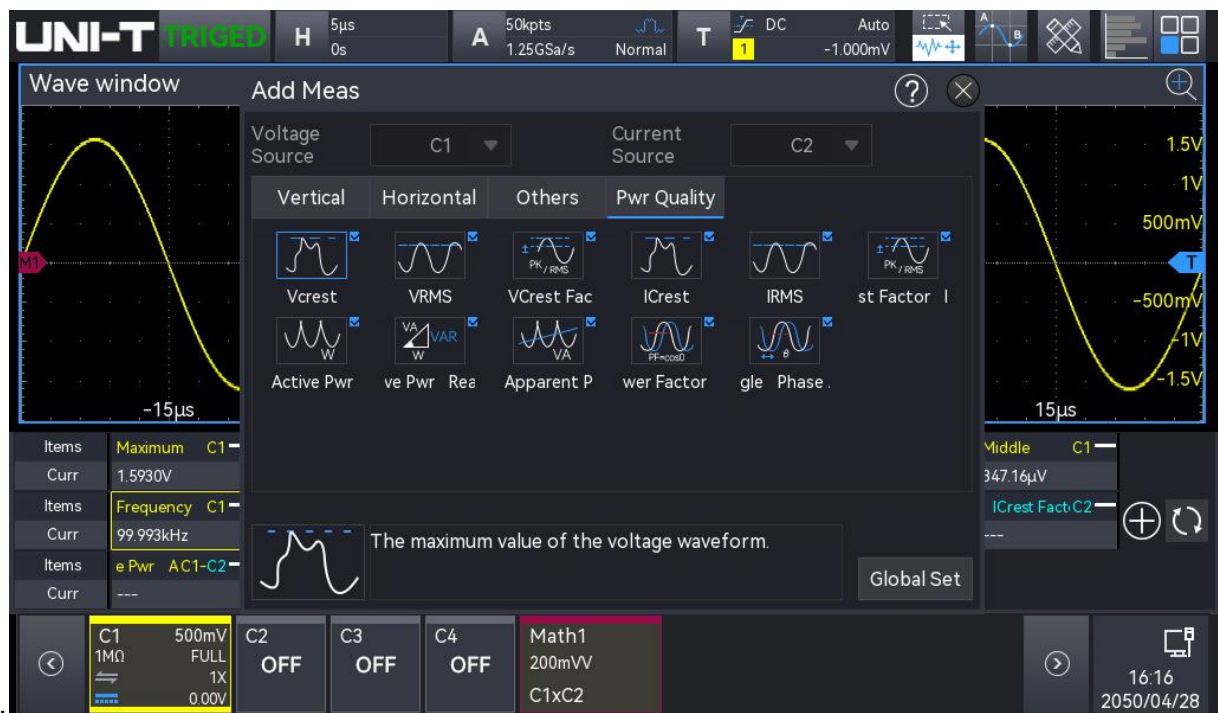 UNI-T TRIGED H 5μs A 50kpts T DC Auto
0s 1.25GSa/s Normal 1 -1.000mV A B
Wave window
Add Meas ?
Voltage Source C1 Current Source C2
Vertical Horizontal Others Pwr Quality
PK/RMS PK/RMS
Vcrest VRMS VCrest Fac ICrest IRMS st Factor I
W VA VAR W VA PF=cosθ θ
Active Pwr ve Pwr Rea Apparent P wer Factor gle Phase .
1.5V
1V
500mV
M1 T
-500mV
-1V
-1.5V
-15μs 15μs
Items Maximum C1 Middle C1
Curr 1.5930V 347.16μV
Items Frequency C1 ICrest Fact C2
Curr 99.993kHz ---
Items e Pwr A C1-C2
Curr ---
The maximum value of the voltage waveform.
Global Set
C1 500mV
1MΩ FULL
1X
0.00V
C2
OFF
C3
OFF
C4
OFF
Math1
200mVV
C1xC2
16:16
2050/04/28